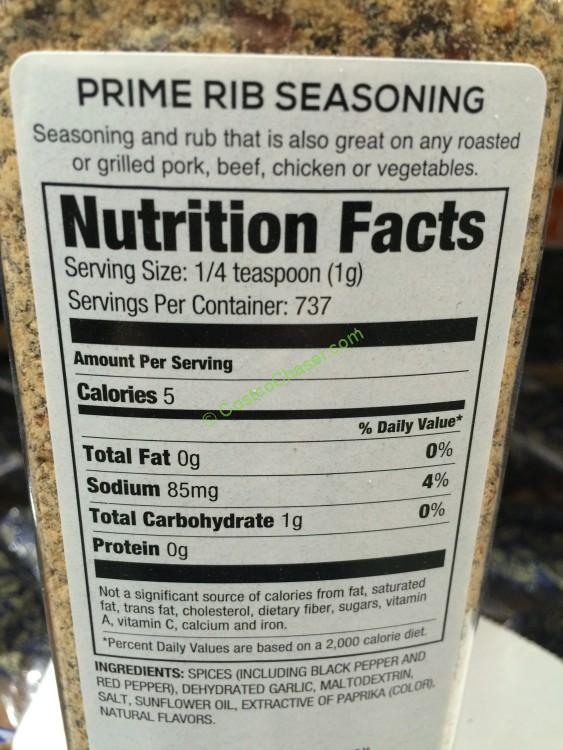 PRIME RIB SEASONING
Seasoning and rub that is also great on any roasted
or grilled pork, beef, chicken or vegetables.
Nutrition Facts
Serving Size: 1/4 teaspoon (1g)
Servings Per Container: 737
Amount Per Serving
Calories 5
© CostcoChaser.com
% Daily Value*
Total Fat 0g 0%
Sodium 85mg 4%
Total Carbohydrate 1g 0%
Protein 0g
Not a significant source of calories from fat, saturated
fat, trans fat, cholesterol, dietary fiber, sugars, vitamin
A, vitamin C, calcium and iron.
*Percent Daily Values are based on a 2,000 calorie diet.
INGREDIENTS: SPICES (INCLUDING BLACK PEPPER AND
RED PEPPER), DEHYDRATED GARLIC, MALTODEXTRIN,
SALT, SUNFLOWER OIL, EXTRACTIVE OF PAPRIKA (COLOR),
NATURAL FLAVORS.